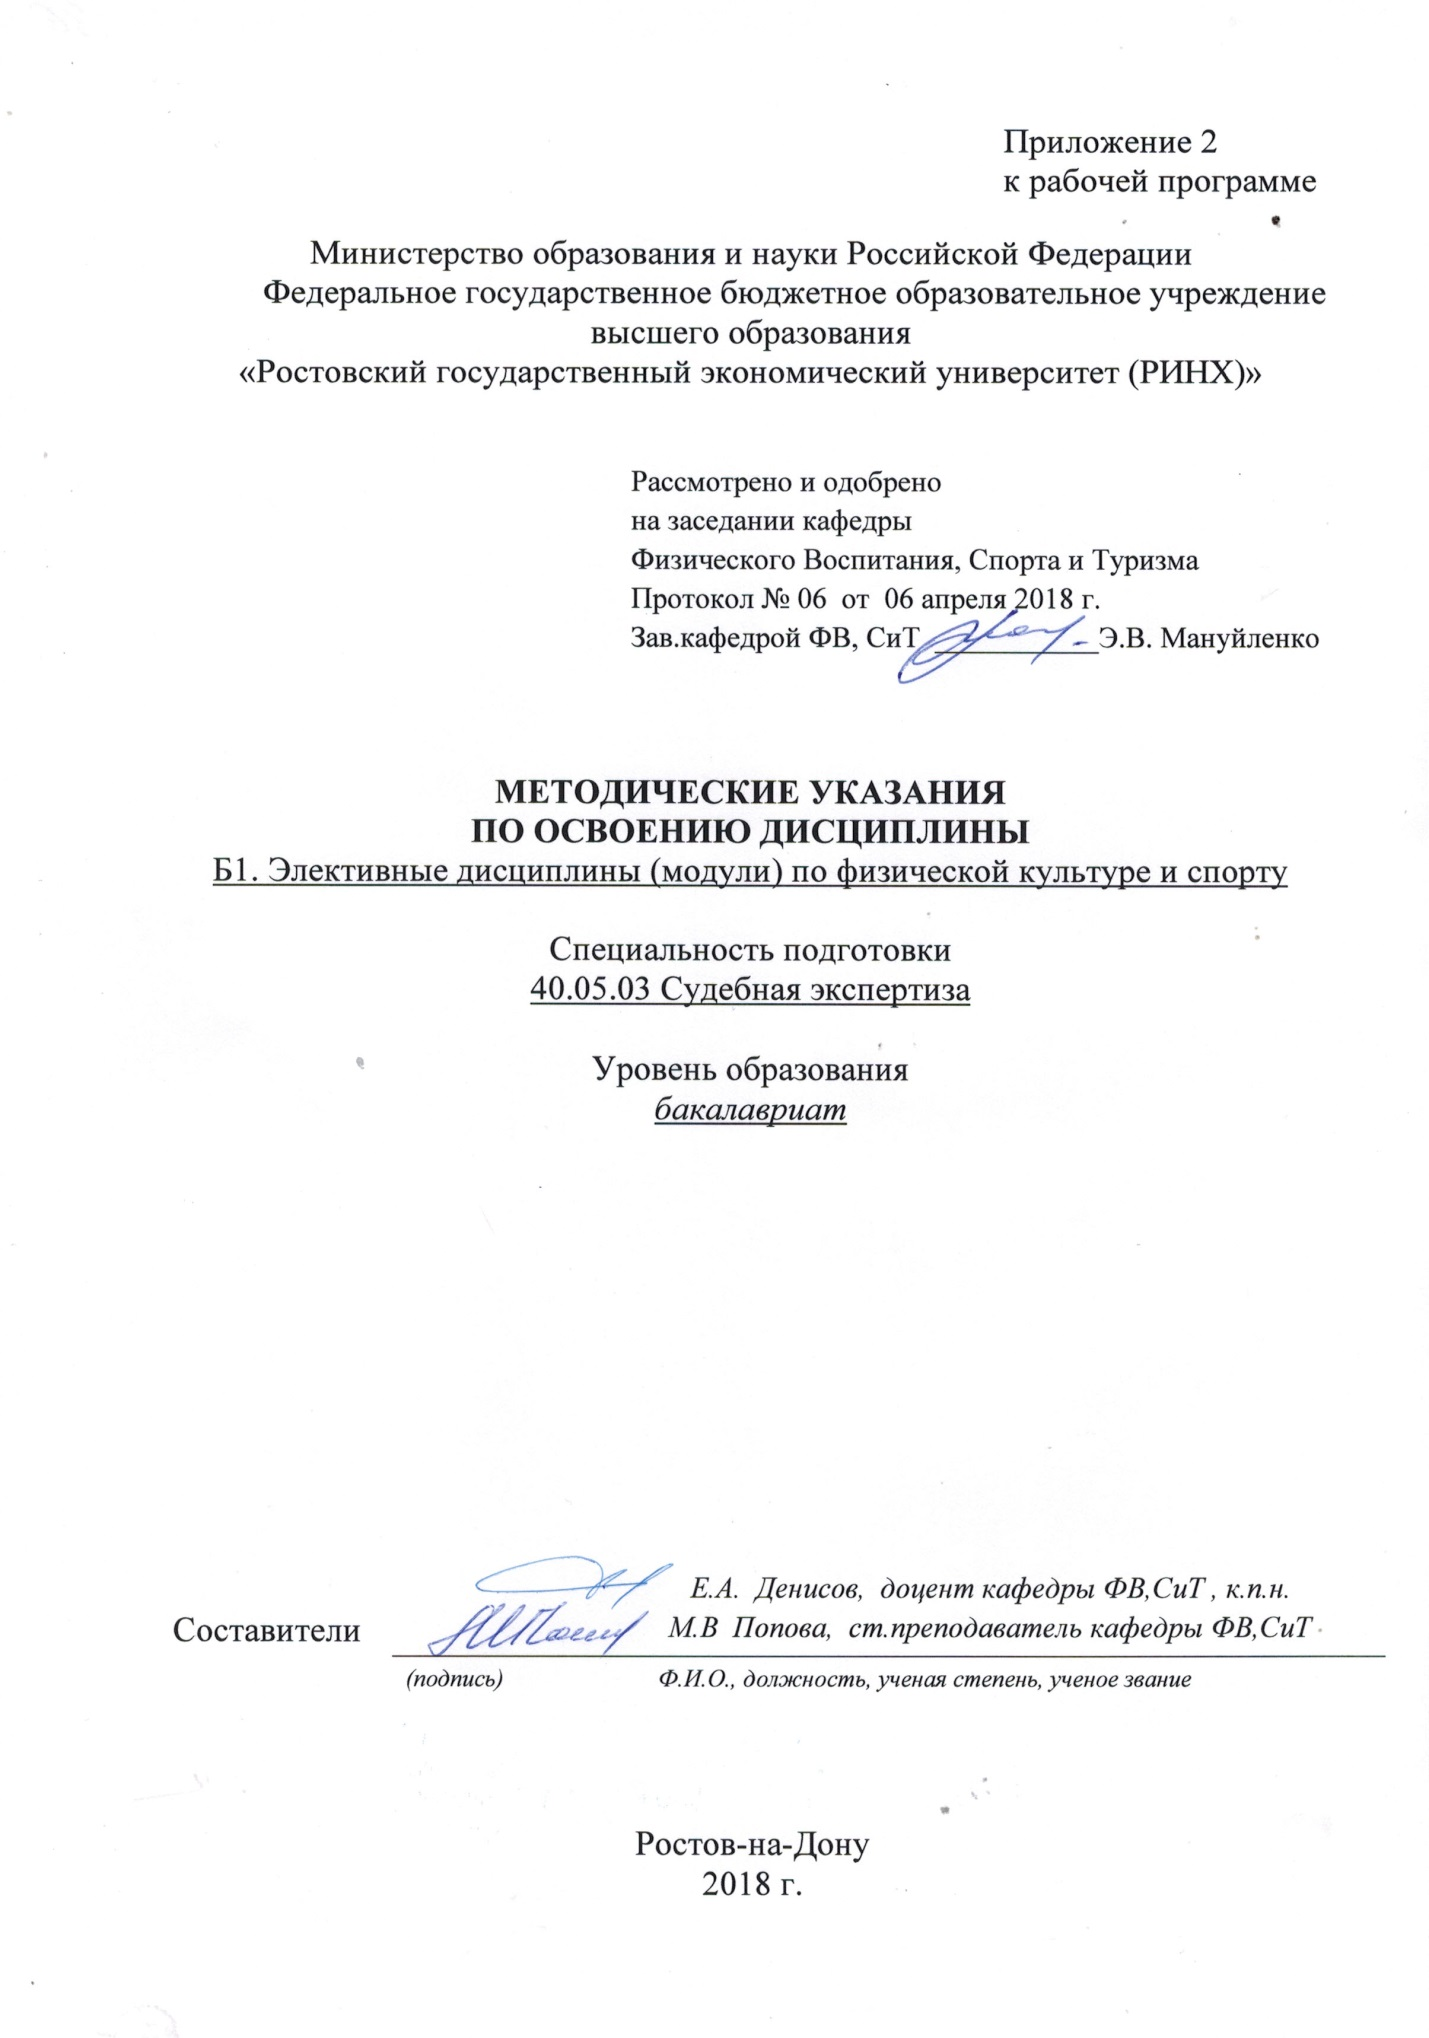 Приложение 2
к рабочей программе
Министерство образования и науки Российской Федерации
Федеральное государственное бюджетное образовательное учреждение
высшего образования
«Ростовский государственный экономический университет (РИНХ)»
Рассмотрено и одобрено
на заседании кафедры
Физического Воспитания, Спорта и Туризма
Протокол № 06 от 06 апреля 2018 г.
Зав.кафедрой ФВ, СиТ ___________Э.В. Мануйленко
МЕТОДИЧЕСКИЕ УКАЗАНИЯ
ПО ОСВОЕНИЮ ДИСЦИПЛИНЫ
Б1. Элективные дисциплины (модули) по физической культуре и спорту
Специальность подготовки
40.05.03 Судебная экспертиза
Уровень образования
бакалавриат
Е.А. Денисов, доцент кафедры ФВ,СиТ , к.п.н.
Составители М.В Попова, ст.преподаватель кафедры ФВ,СиТ
(подпись) Ф.И.О., должность, ученая степень, ученое звание
Ростов-на-Дону
2018 г.